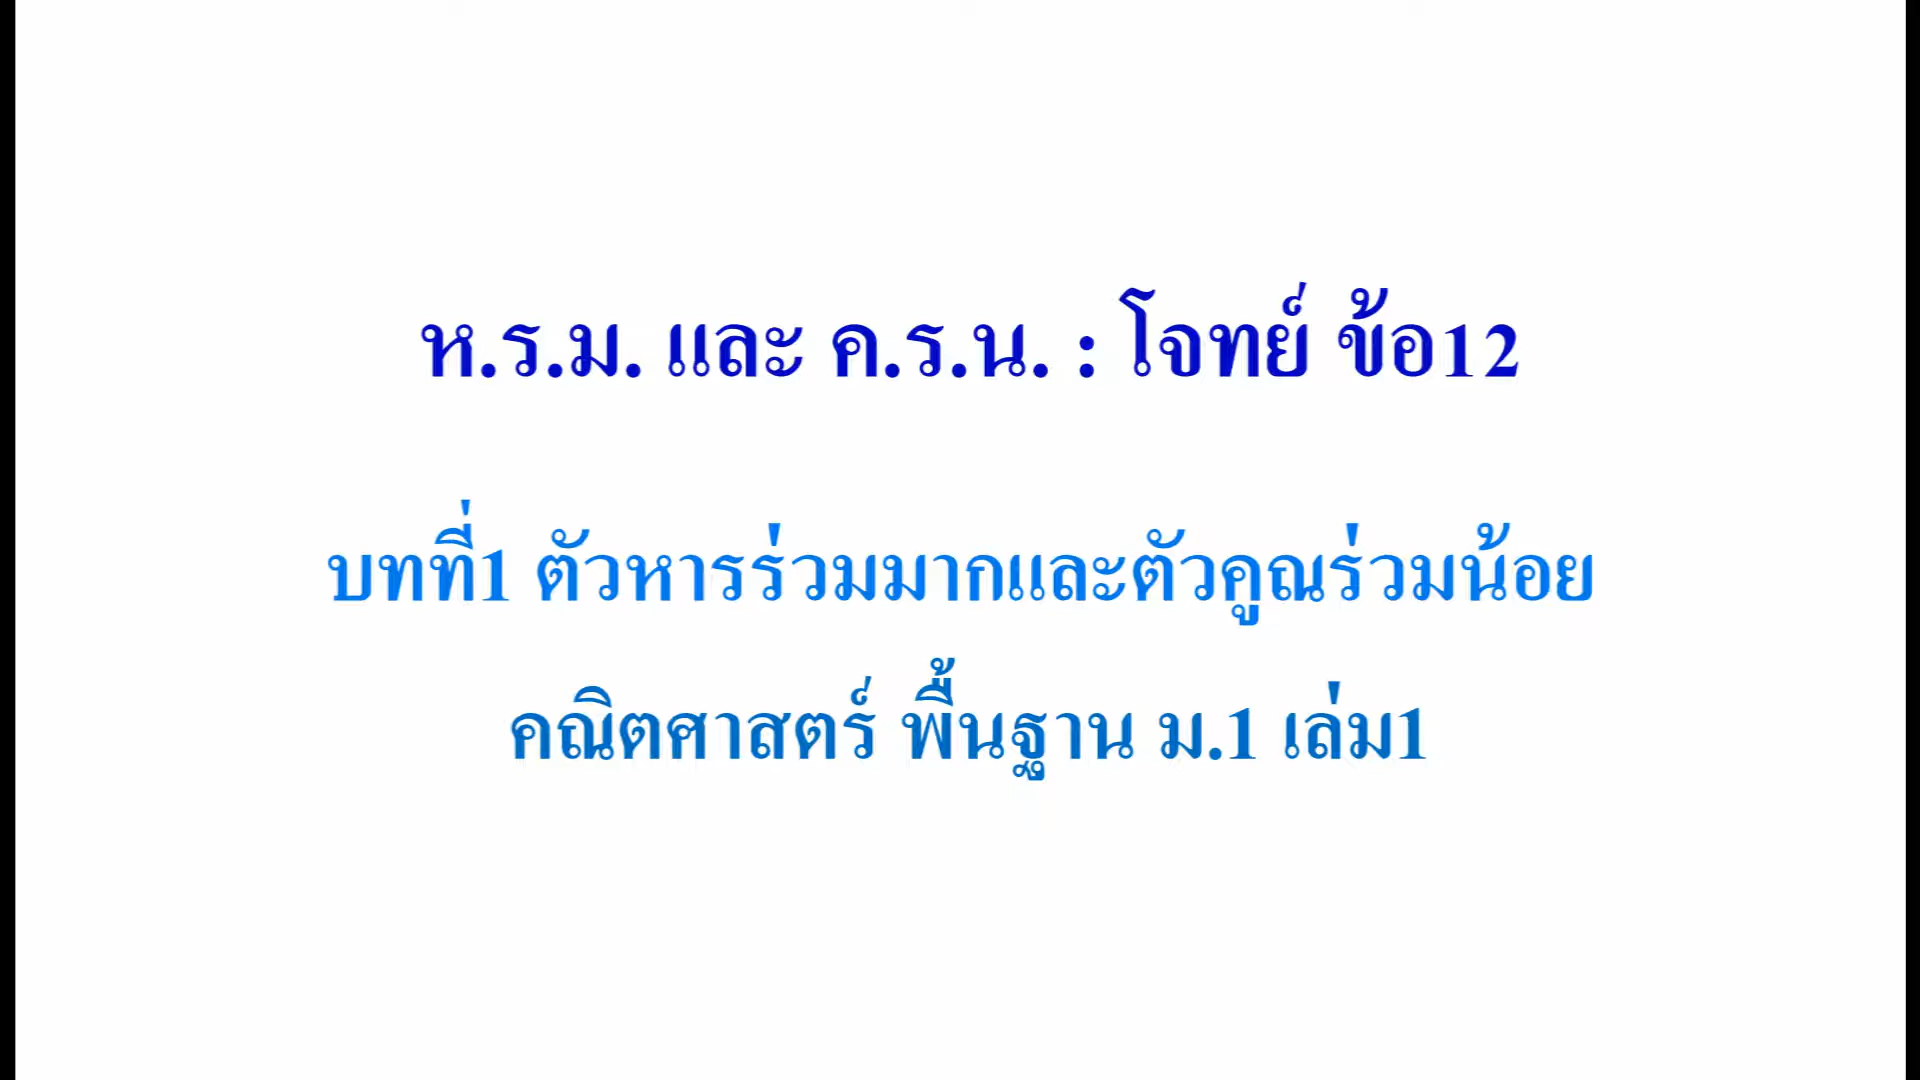 ห.ร.ม. และ ค.ร.น. : โจทย์ ข้อ12
บทที่1 ตัวหารร่วมมากและตัวคูณร่วมน้อย
คณิตศาสตร์ พื้นฐาน ม.1 เล่ม1